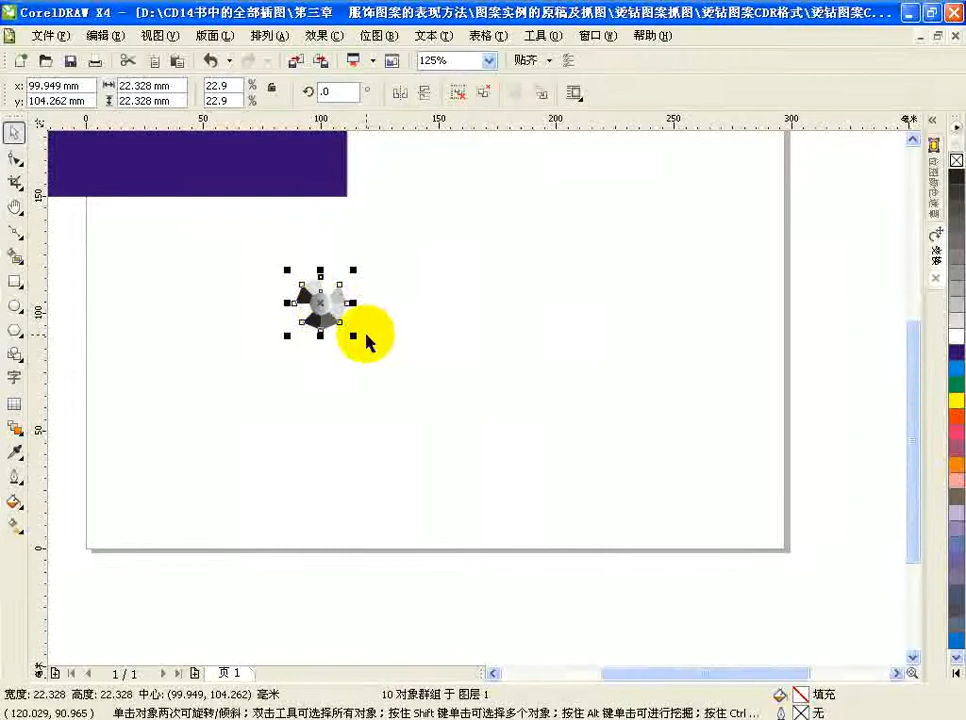 CorelDRAW X4 - [D:\CD14书中的全部插图\第三章 服饰图案的表现方法\图案实例的原稿及抓图\烫钻图案抓图\烫钻图案CDR格式\烫钻图案C...
文件(F) 编辑(E) 视图(V) 版面(L) 排列(A) 效果(C) 位图(B) 文本(T) 表格(T) 工具(O) 窗口(W) 帮助(H)
125% 贴齐
x: 99.949 mm 22.328 mm 22.9 %
y: 104.262 mm 22.328 mm 22.9 %
.0 °
0 50 100 150 200 250 300 毫米
150
100
50
0
变换
1 / 1 页 1
宽度: 22.328 高度: 22.328 中心: (99.949, 104.262) 毫米 10 对象群组 于 图层 1 填充
(120.029, 90.965) 单击对象两次可旋转/倾斜; 双击工具可选择所有对象; 按住 Shift 键单击可选择多个对象; 按住 Alt 键单击可进行挖掘; 按住 Ctrl ... 无